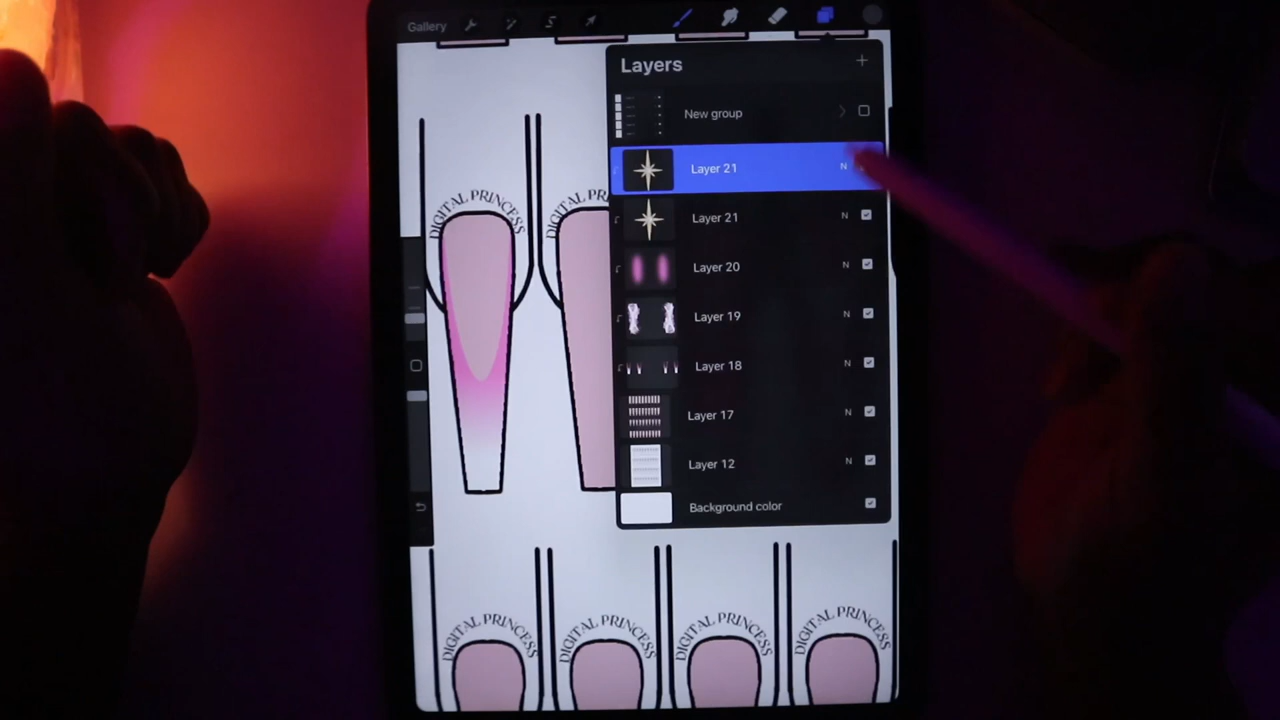 Gallery
Layers
New group
Layer 21 N
Layer 21 N
Layer 20 N
Layer 19 N
Layer 18 N
Layer 17 N
Layer 12 N
Background color
DIGITAL PRINCESS
DIGITAL PRINCESS
DIGITAL PRINCESS
DIGITAL PRINCESS
DIGITAL PRINCESS